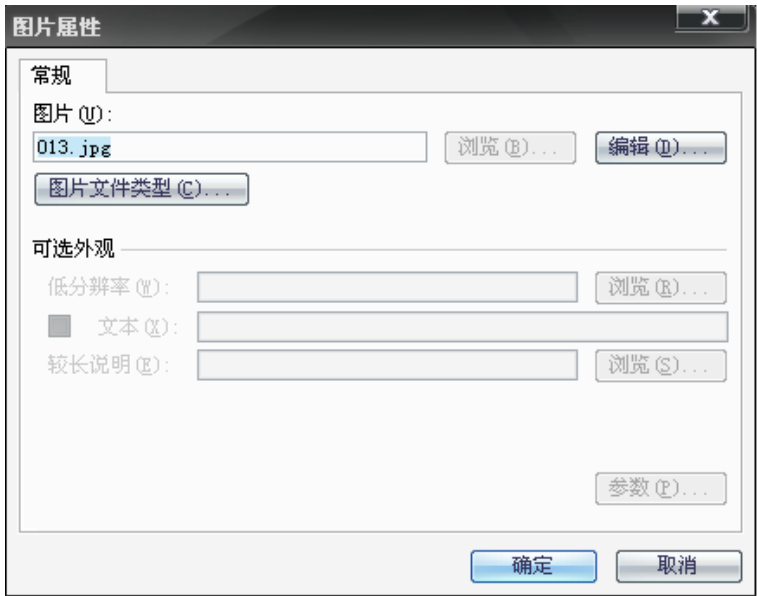 图片属性
X
常规
图片(U):
013.jpg 浏览(B)... 编辑(D)...
图片文件类型(C)...
可选外观
低分辨率(W): 浏览(R)...
文本(X):
较长说明(E): 浏览(S)...
参数(P)...
确定 取消